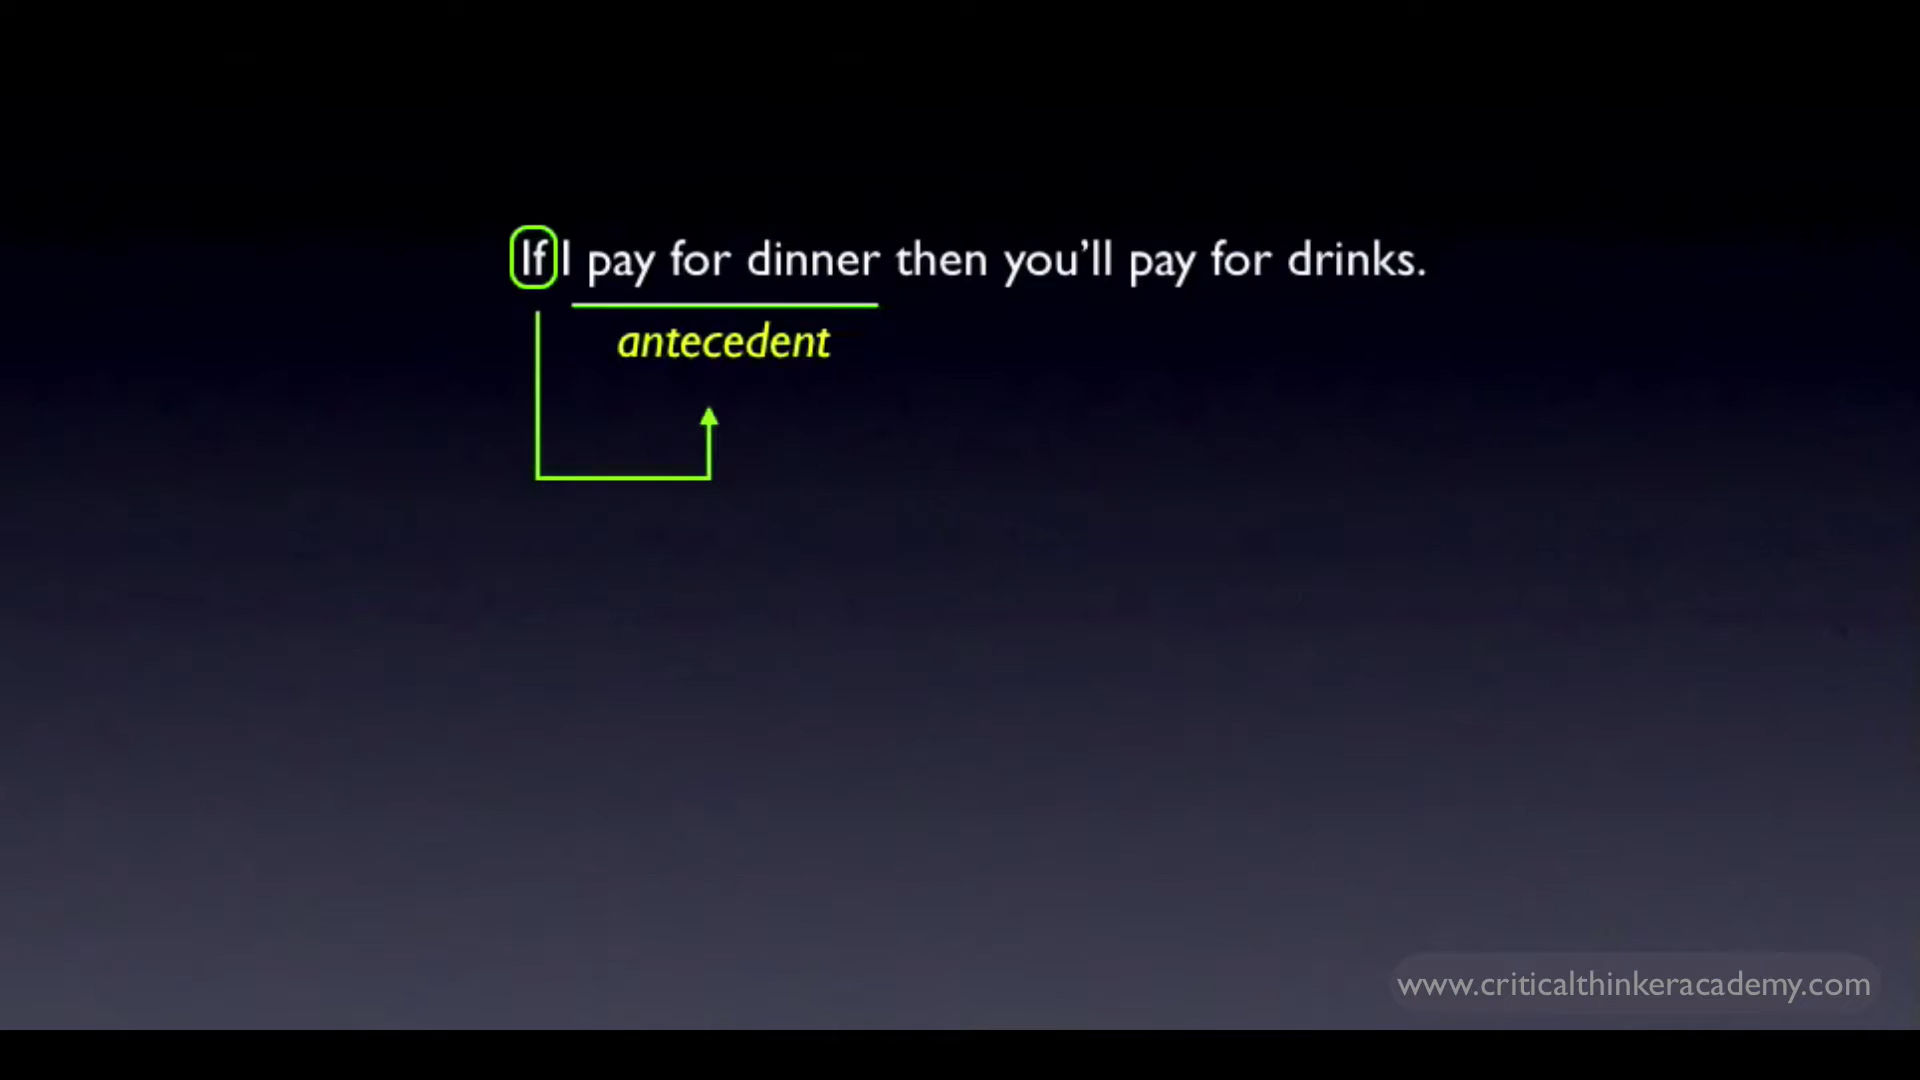 If I pay for dinner then you’ll pay for drinks.
antecedent
www.criticalthinkeracademy.com